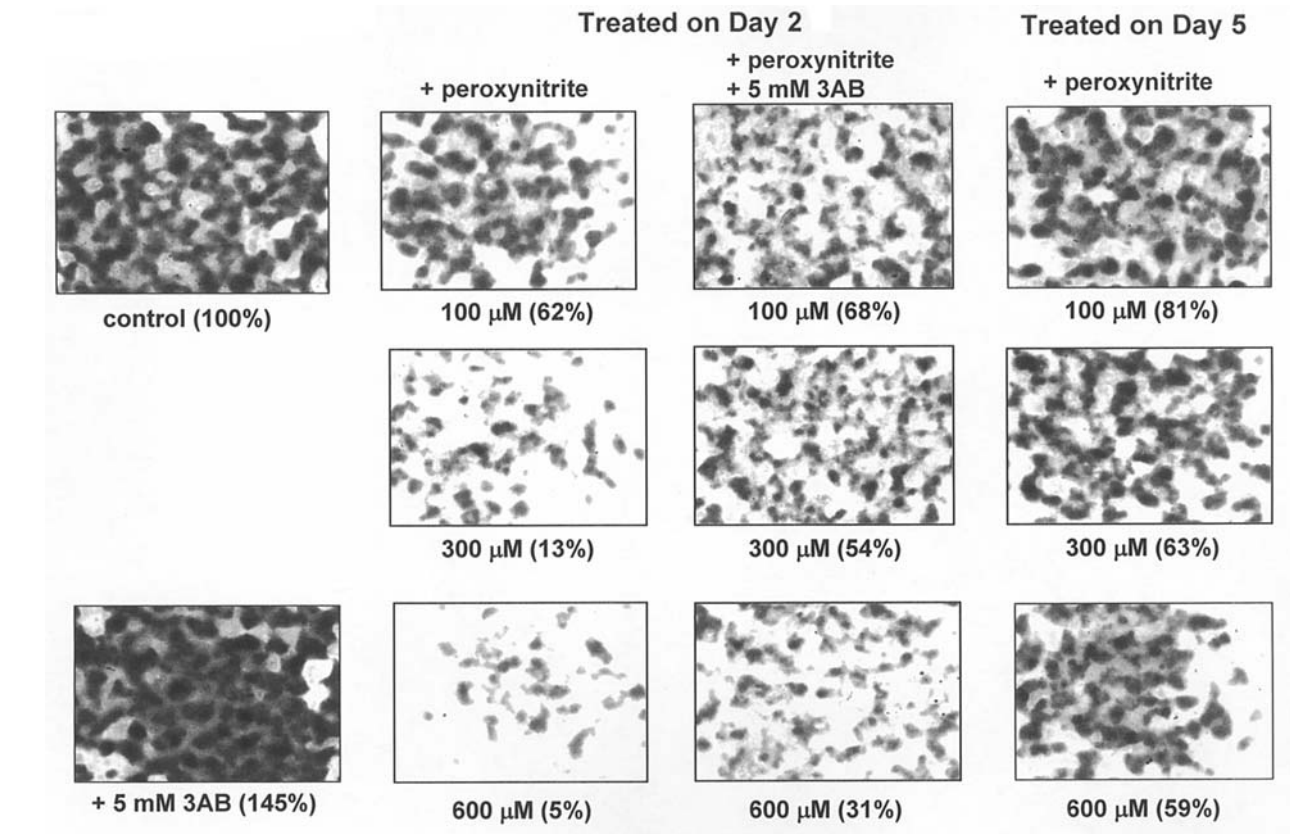 Treated on Day 2
Treated on Day 5
+ peroxynitrite
+ peroxynitrite
+ 5 mM 3AB
+ peroxynitrite
control (100%)
100 μM (62%)
100 μM (68%)
100 μM (81%)
300 μM (13%)
300 μM (54%)
300 μM (63%)
+ 5 mM 3AB (145%)
600 μM (5%)
600 μM (31%)
600 μM (59%)